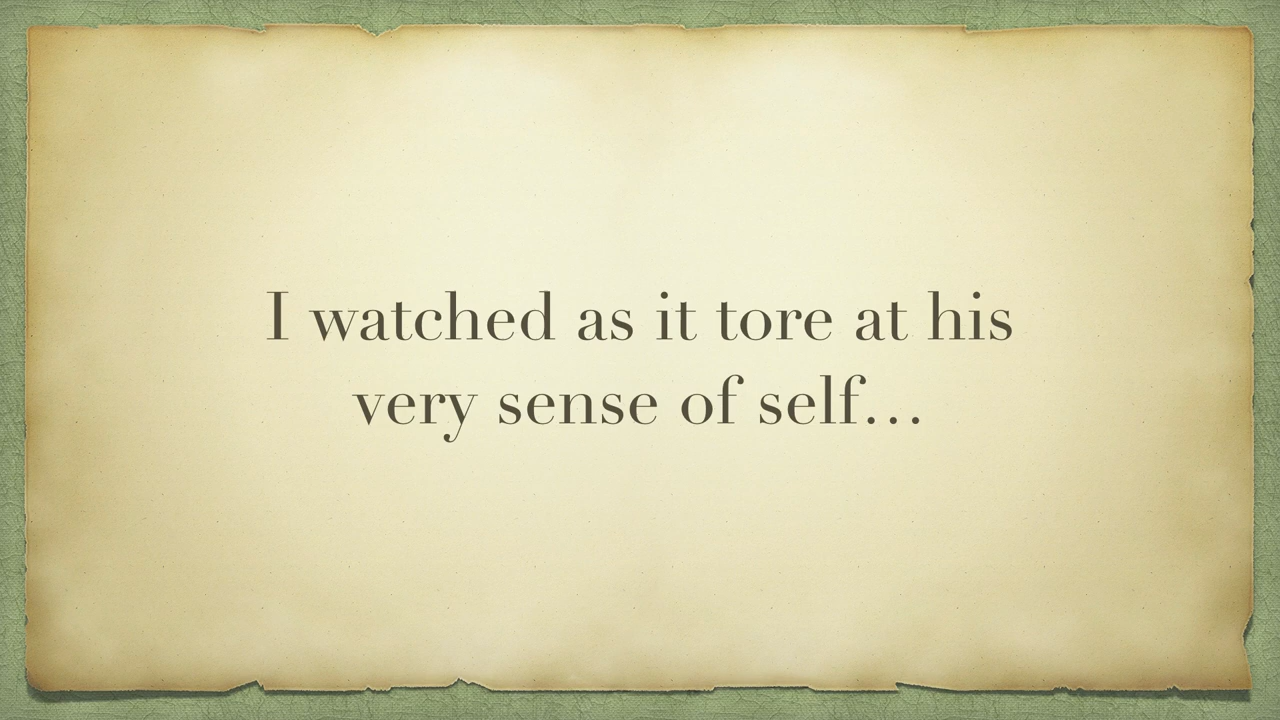 I watched as it tore at his
very sense of self…